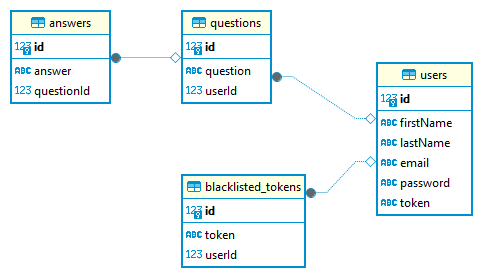 answers
123 id
ABC answer
123 questionId
questions
123 id
ABC question
123 userId
users
123 id
ABC firstName
ABC lastName
ABC email
ABC password
ABC token
blacklisted_tokens
123 id
ABC token
123 userId